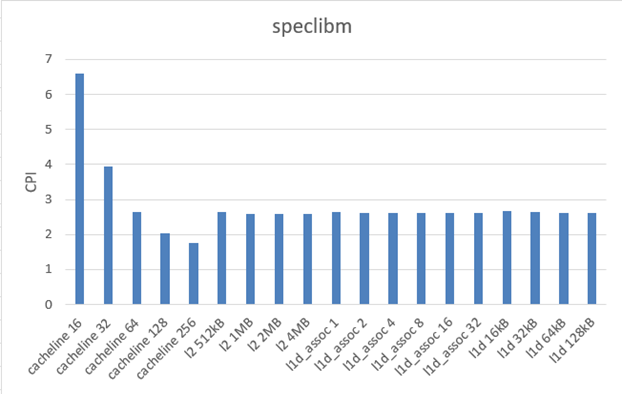 speclibm
7
6
5
4
3
2
1
0
CPI
cacheline 16
cacheline 32
cacheline 64
cacheline 128
cacheline 256
l2 512kB
l2 1MB
l2 2MB
l2 4MB
l1d_assoc 1
l1d_assoc 2
l1d_assoc 4
l1d_assoc 8
l1d_assoc 16
l1d_assoc 32
l1d 16kB
l1d 32kB
l1d 64kB
l1d 128kB